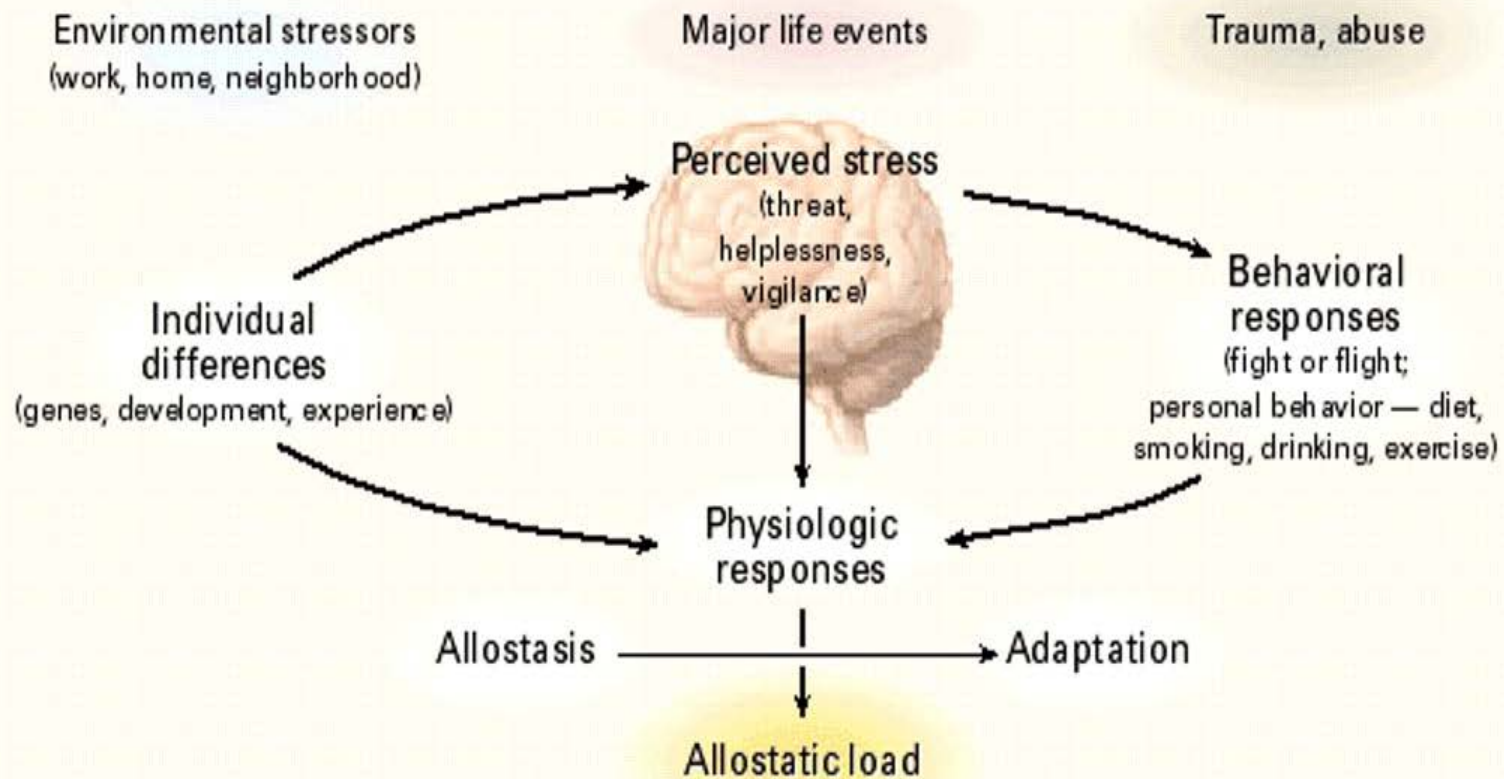 Environmental stressors
(work, home, neighborhood)
Major life events
Trauma, abuse
Perceived stress
(threat,
helplessness,
vigilance)
Individual
differences
(genes, development, experience)
Behavioral
responses
(fight or flight;
personal behavior — diet,
smoking, drinking, exercise)
Physiologic
responses
Allostasis
Adaptation
Allostatic load